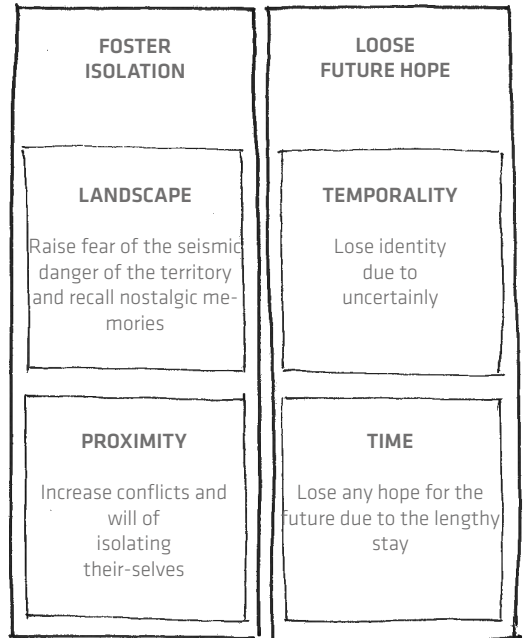 FOSTER
ISOLATION
LANDSCAPE
Raise fear of the seismic
danger of the territory
and recall nostalgic me-
mories
PROXIMITY
Increase conflicts and
will of
isolating
their-selves
LOOSE
FUTURE HOPE
TEMPORALITY
Lose identity
due to
uncertainly
TIME
Lose any hope for the
future due to the lengthy
stay